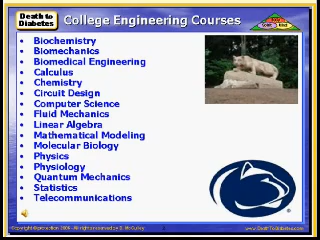 Death to
Diabetes
College Engineering Courses
• Biochemistry
• Biomechanics
• Biomedical Engineering
• Calculus
• Chemistry
• Circuit Design
• Computer Science
• Fluid Mechanics
• Linear Algebra
• Mathematical Modeling
• Molecular Biology
• Physics
• Physiology
• Quantum Mechanics
• Statistics
• Telecommunications